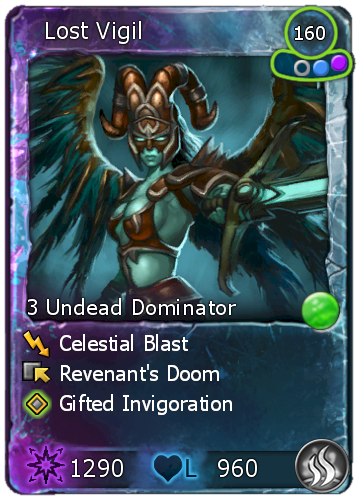 Lost Vigil
160
3 Undead Dominator
Celestial Blast
Revenant's Doom
Gifted Invigoration
1290 L 960